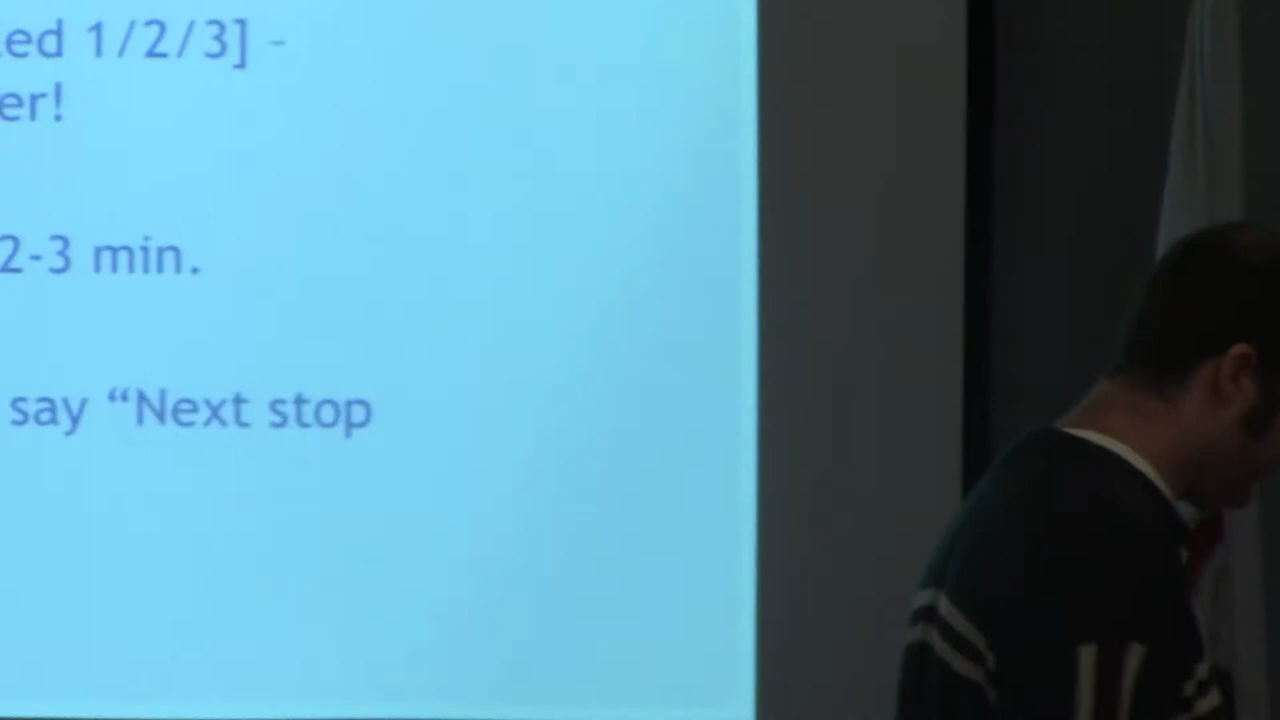 ed 1/2/3] -
er!
2-3 min.
say “Next stop